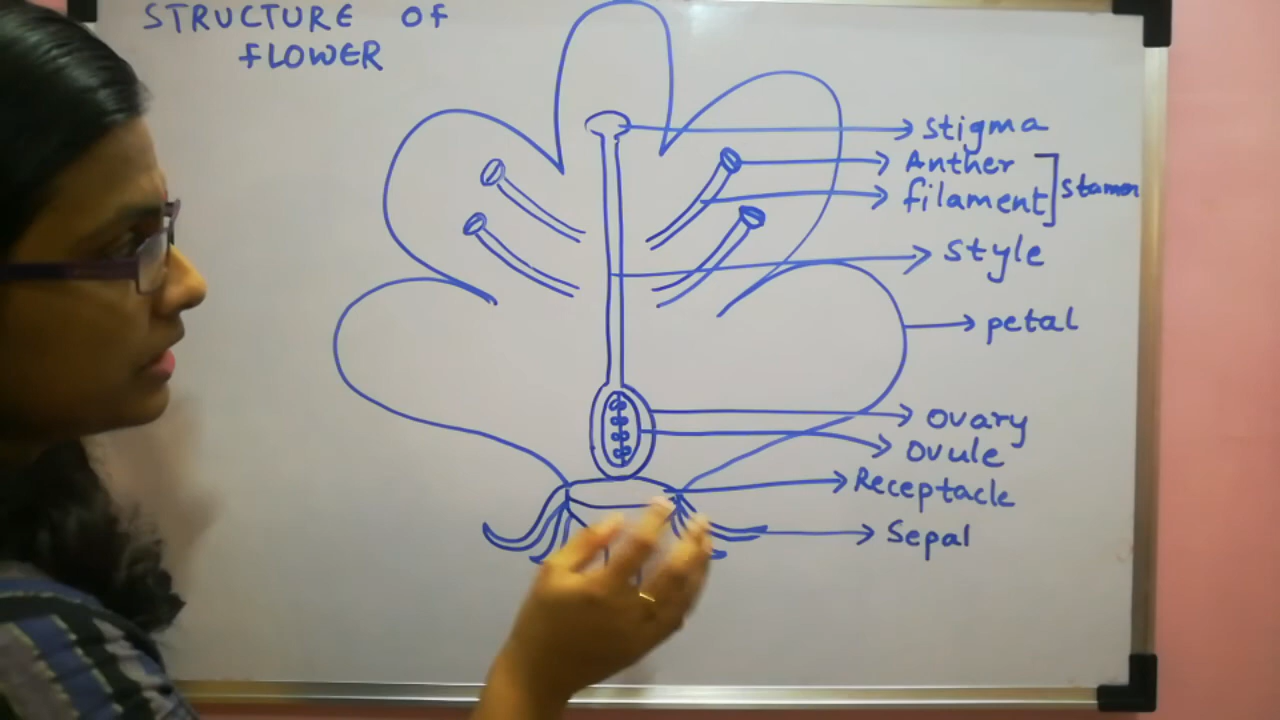 STRUCTURE OF
FLOWER
Stigma
Anther
filament
Stamen
Style
petal
Ovary
Ovule
Receptacle
Sepal